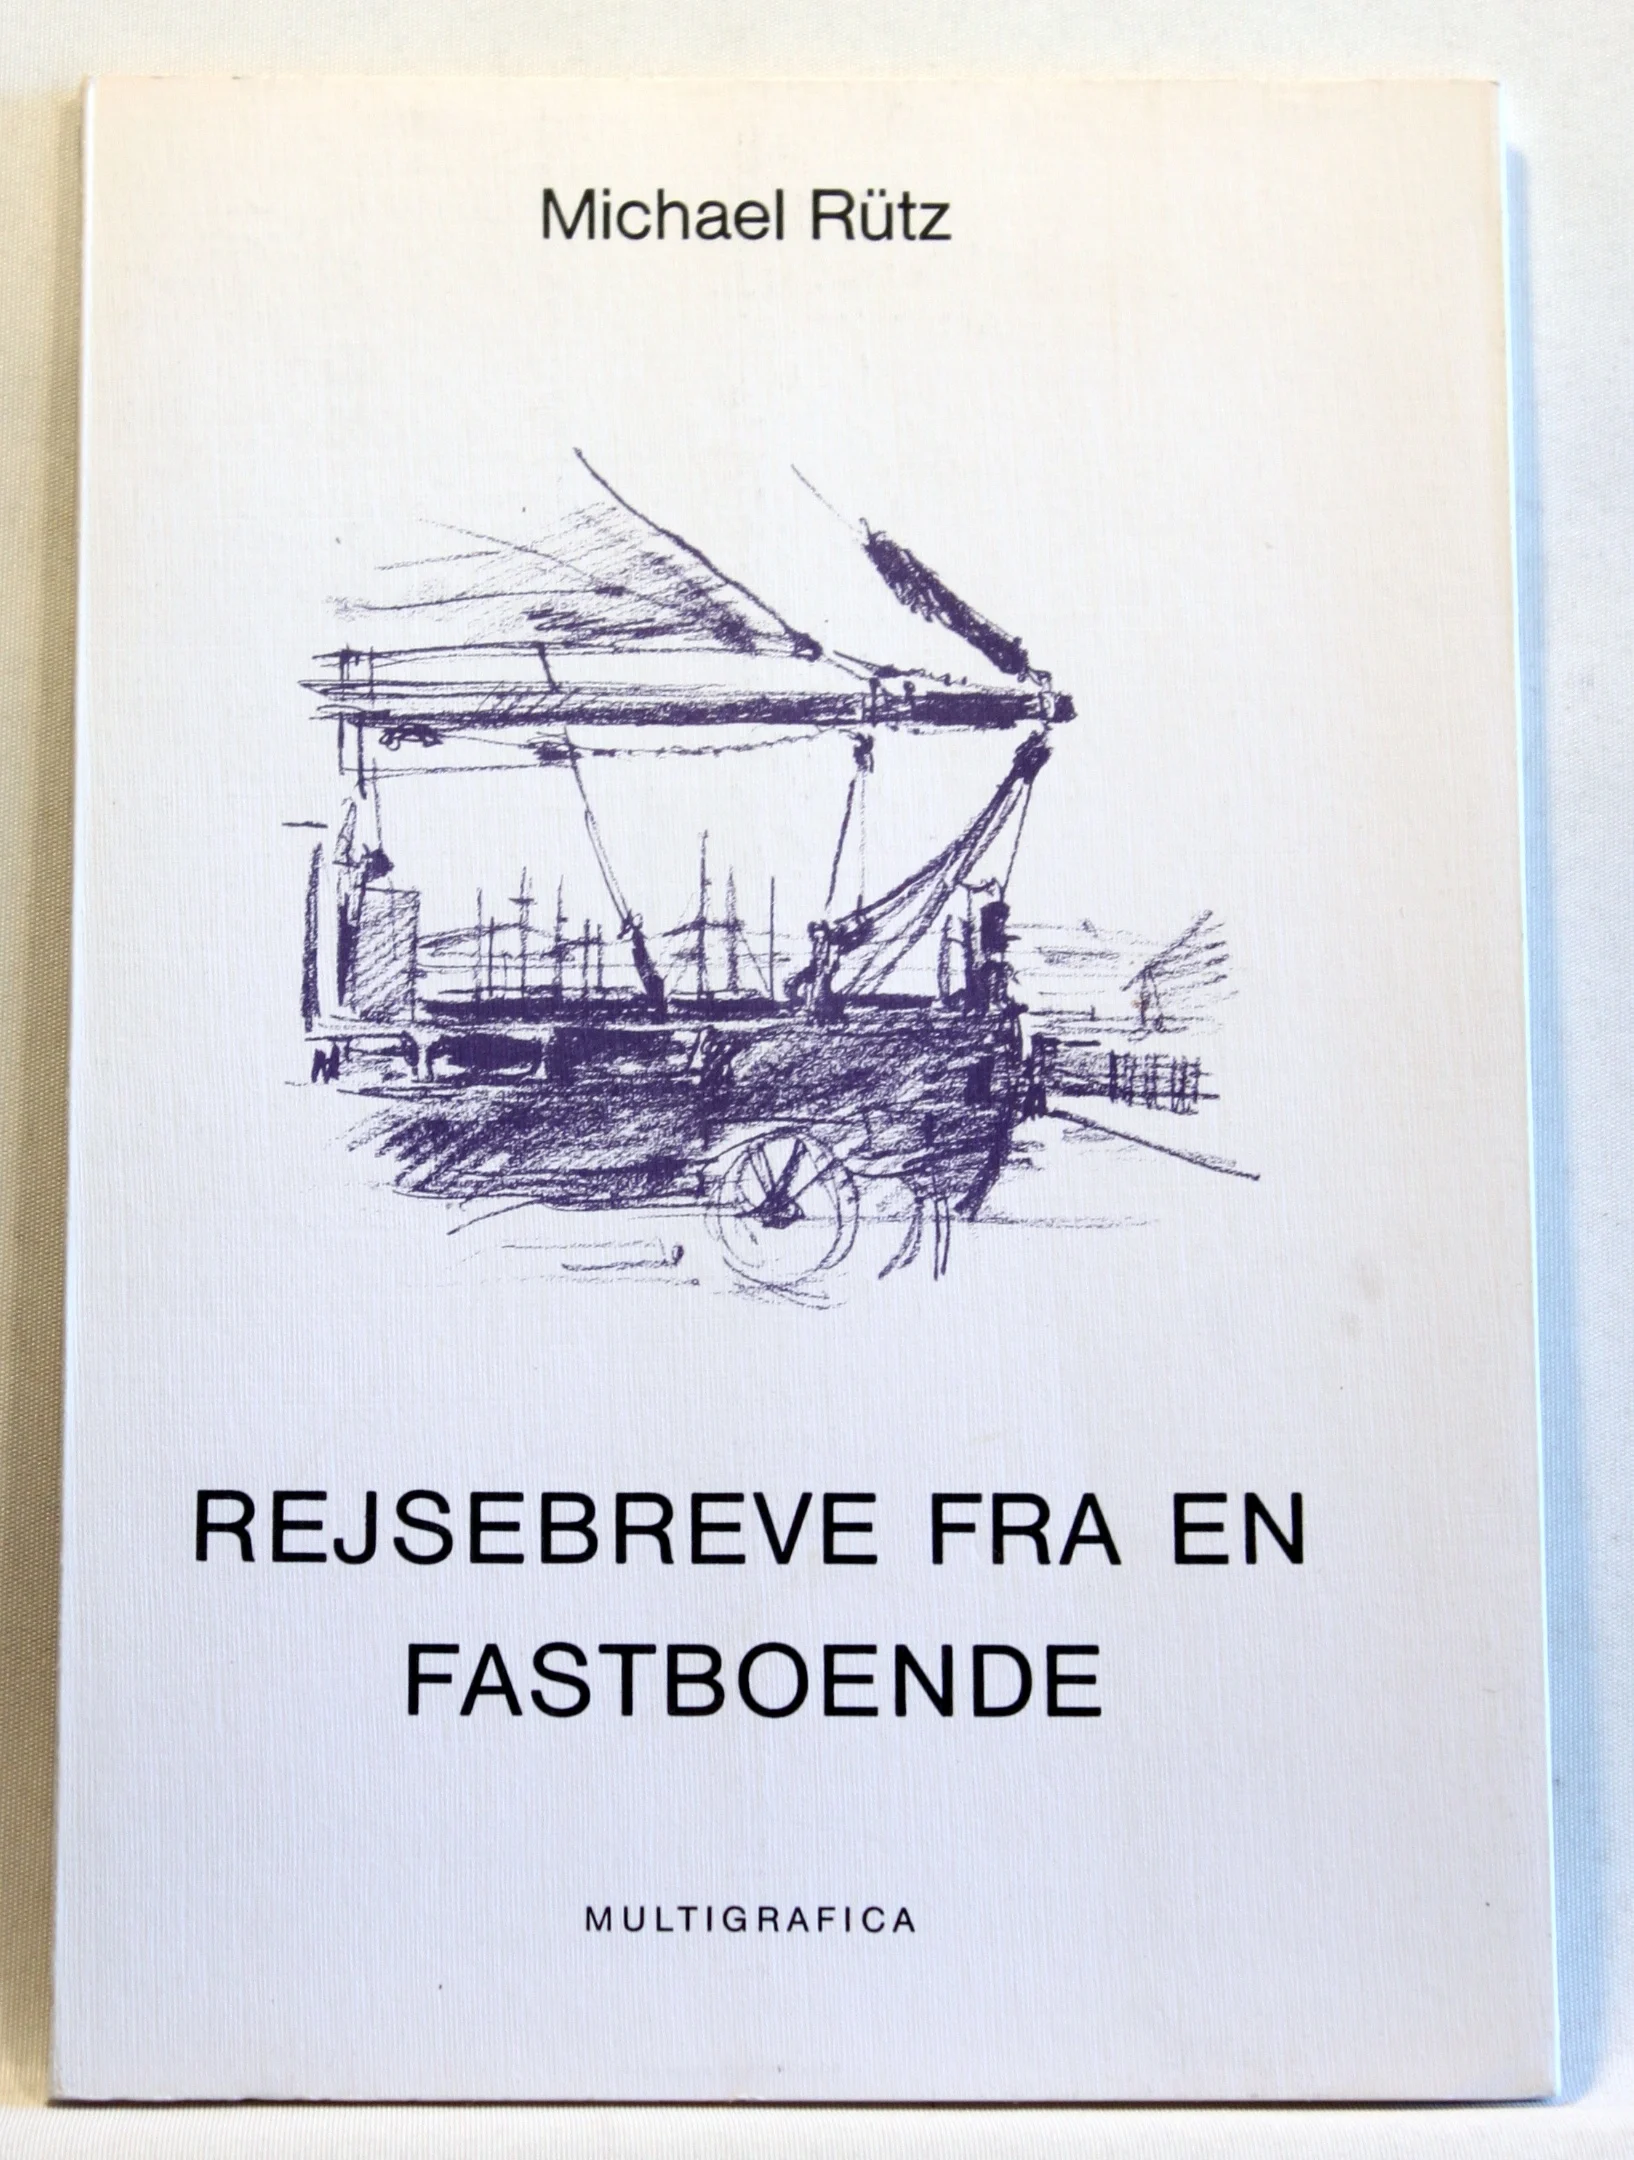 Michael Rütz
REJSEBREVE FRA EN
FASTBOENDE
MULTIGRAFICA